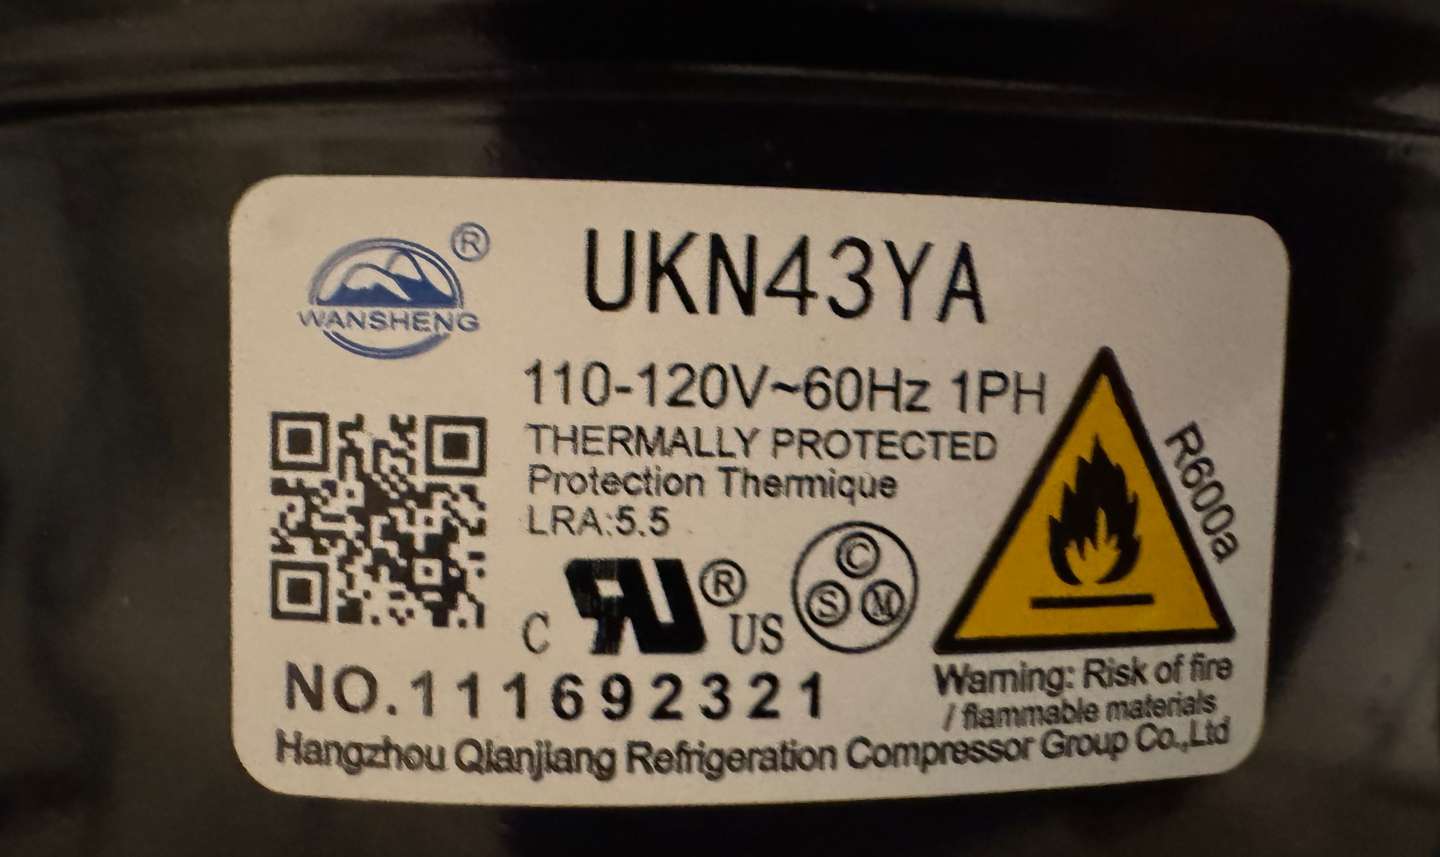 WANSHENG ®
UKN43YA
110-120V~60Hz 1PH
THERMALLY PROTECTED
Protection Thermique
LRA:5.5
R600a
C RU ® US
C S M
NO.111692321
Warning: Risk of fire
/ flammable materials
Hangzhou Qianjiang Refrigeration Compressor Group Co.,Ltd